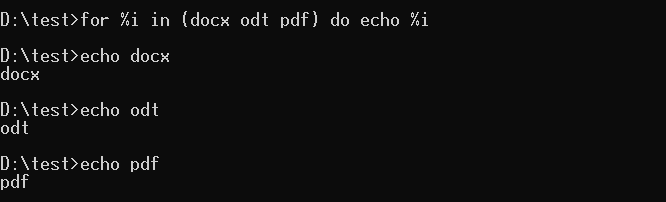 D:\test>for %i in (docx odt pdf) do echo %i
D:\test>echo docx
docx
D:\test>echo odt
odt
D:\test>echo pdf
pdf